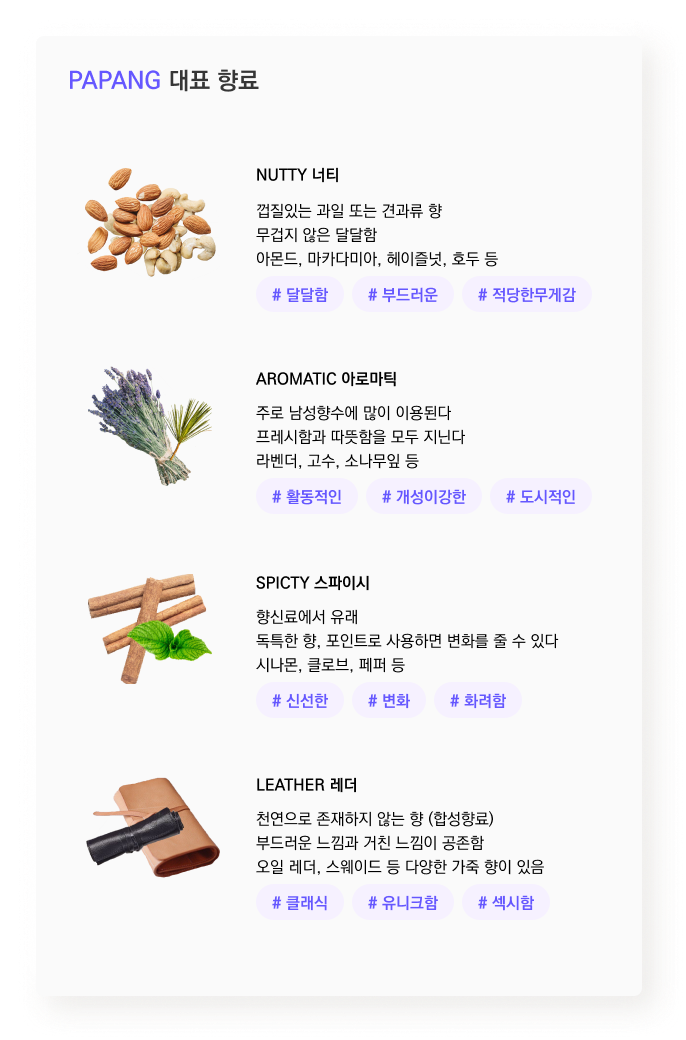 PAPANG 대표 향료
NUTTY 너티
껍질있는 과일 또는 견과류 향
무겁지 않은 달달함
아몬드, 마카다미아, 헤이즐넛, 호두 등
# 달달함 # 부드러운 # 적당한무게감
AROMATIC 아로마틱
주로 남성향수에 많이 이용된다
프레시함과 따뜻함을 모두 지닌다
라벤더, 고수, 소나무잎 등
# 활동적인 # 개성이강한 # 도시적인
SPICTY 스파이시
향신료에서 유래
독특한 향, 포인트로 사용하면 변화를 줄 수 있다
시나몬, 클로브, 페퍼 등
# 신선한 # 변화 # 화려함
LEATHER 레더
천연으로 존재하지 않는 향 (합성향료)
부드러운 느낌과 거친 느낌이 공존함
오일 레더, 스웨이드 등 다양한 가죽 향이 있음
# 클래식 # 유니크함 # 섹시함